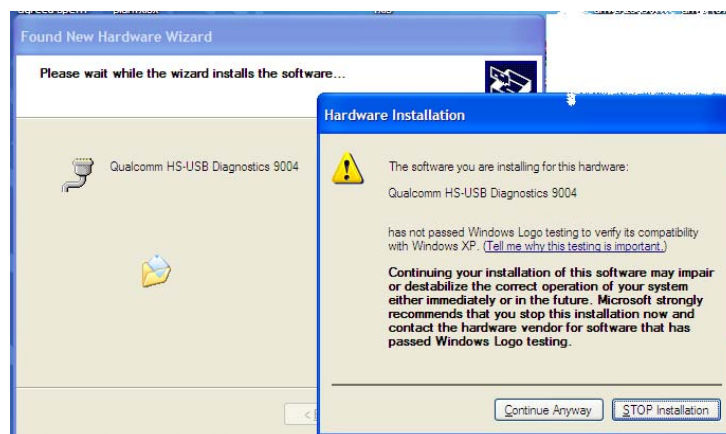 Found New Hardware Wizard
Please wait while the wizard installs the software...
Qualcomm HS-USB Diagnostics 9004
Hardware Installation
The software you are installing for this hardware:
Qualcomm HS-USB Diagnostics 9004
has not passed Windows Logo testing to verify its compatibility
with Windows XP. (Tell me why this testing is important.)
Continuing your installation of this software may impair
or destabilize the correct operation of your system
either immediately or in the future. Microsoft strongly
recommends that you stop this installation now and
contact the hardware vendor for software that has
passed Windows Logo testing.
<
Continue Anyway
STOP Installation